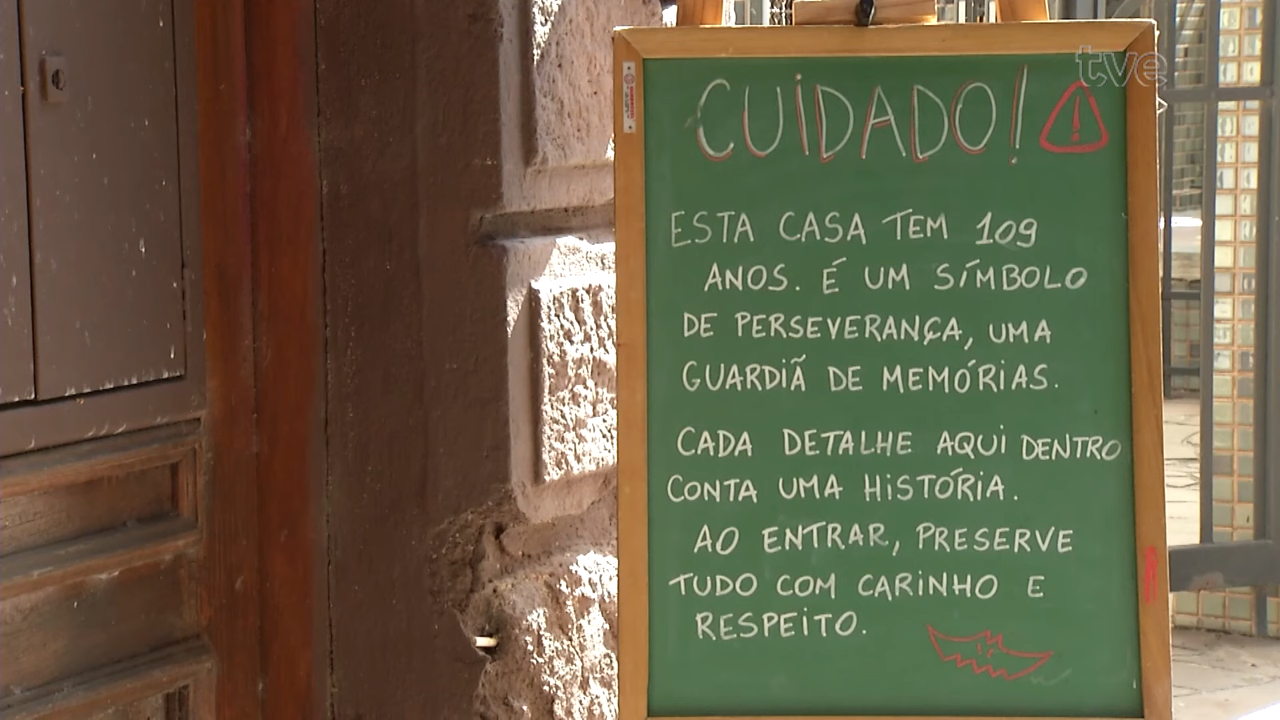 tve
CUIDADO!
ESTA CASA TEM 109
ANOS. É UM SÍMBOLO
DE PERSEVERANÇA, UMA
GUARDIÃ DE MEMÓRIAS.
CADA DETALHE AQUI DENTRO
CONTA UMA HISTÓRIA.
AO ENTRAR, PRESERVE
TUDO COM CARINHO E
RESPEITO.